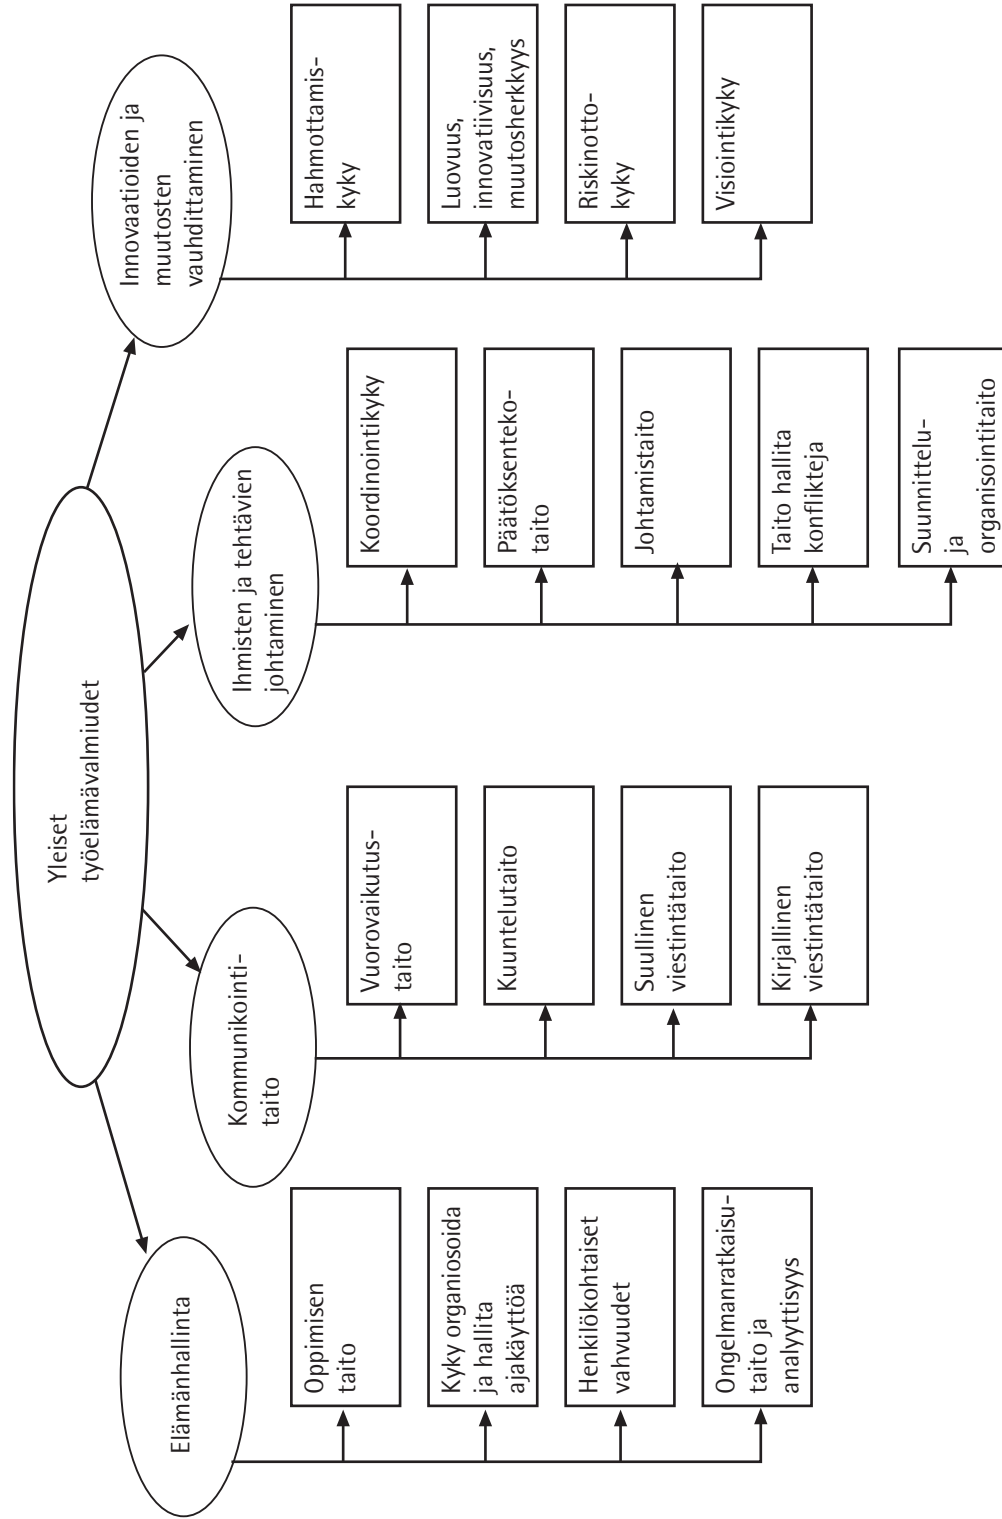 Yleiset
työelämävalmiudet
Elämänhallinta
Oppimisen
taito
Kyky organiosoida
ja hallita
ajakäyttöä
Henkilökohtaiset
vahvuudet
Ongelmanratkaisu-
taito ja
analyyttisyys
Kommunikointi-
taito
Vuorovaikutus-
taito
Kuuntelutaito
Suullinen
viestintätaito
Kirjallinen
viestintätaito
Ihmisten ja tehtävien
johtaminen
Koordinointikyky
Päätöksenteko-
taito
Johtamistaito
Taito hallita
konflikteja
Suunnittelu-
ja
organisointitaito
Innovaatioiden ja
muutosten
vauhdittaminen
Hahmottamis-
kyky
Luovuus,
innovatiivisuus,
muutosherkkyys
Riskinotto-
kyky
Visiointikyky